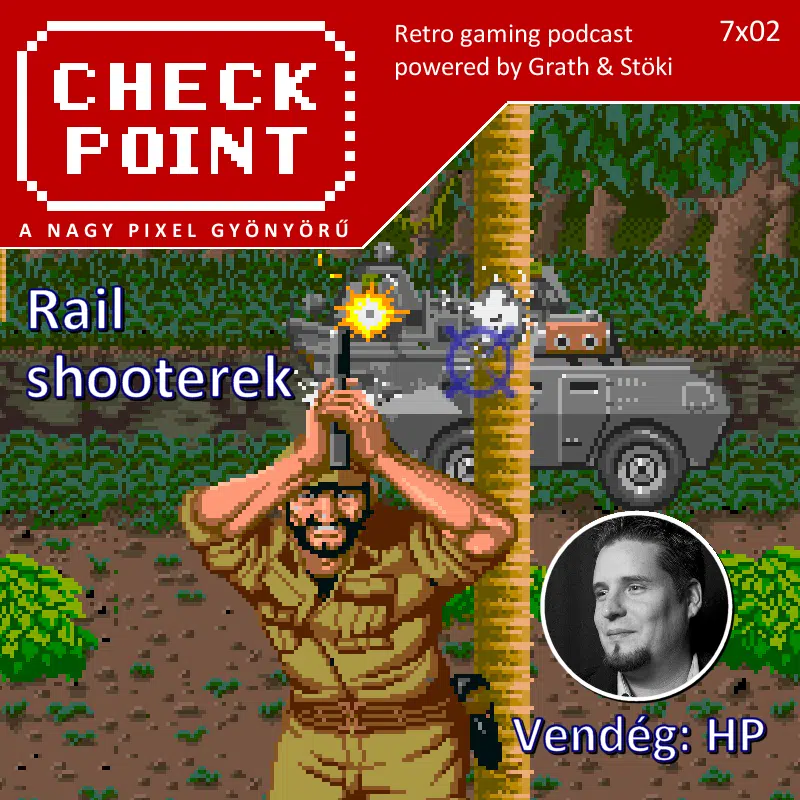 CHECK
POINT
A NAGY PIXEL GYÖNYÖRŰ
Retro gaming podcast
powered by Grath & Stöki
7x02
Rail
shooterek
Vendég: HP